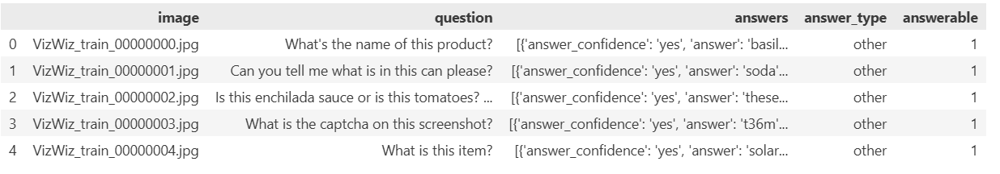 image question answers answer_type answerable
0 VizWiz_train_00000000.jpg What's the name of this product? [{'answer_confidence': 'yes', 'answer': 'basil... other 1
1 VizWiz_train_00000001.jpg Can you tell me what is in this can please? [{'answer_confidence': 'yes', 'answer': 'soda'... other 1
2 VizWiz_train_00000002.jpg Is this enchilada sauce or is this tomatoes? ... [{'answer_confidence': 'yes', 'answer': 'these... other 1
3 VizWiz_train_00000003.jpg What is the captcha on this screenshot? [{'answer_confidence': 'yes', 'answer': 't36m'... other 1
4 VizWiz_train_00000004.jpg What is this item? [{'answer_confidence': 'yes', 'answer': 'solar... other 1